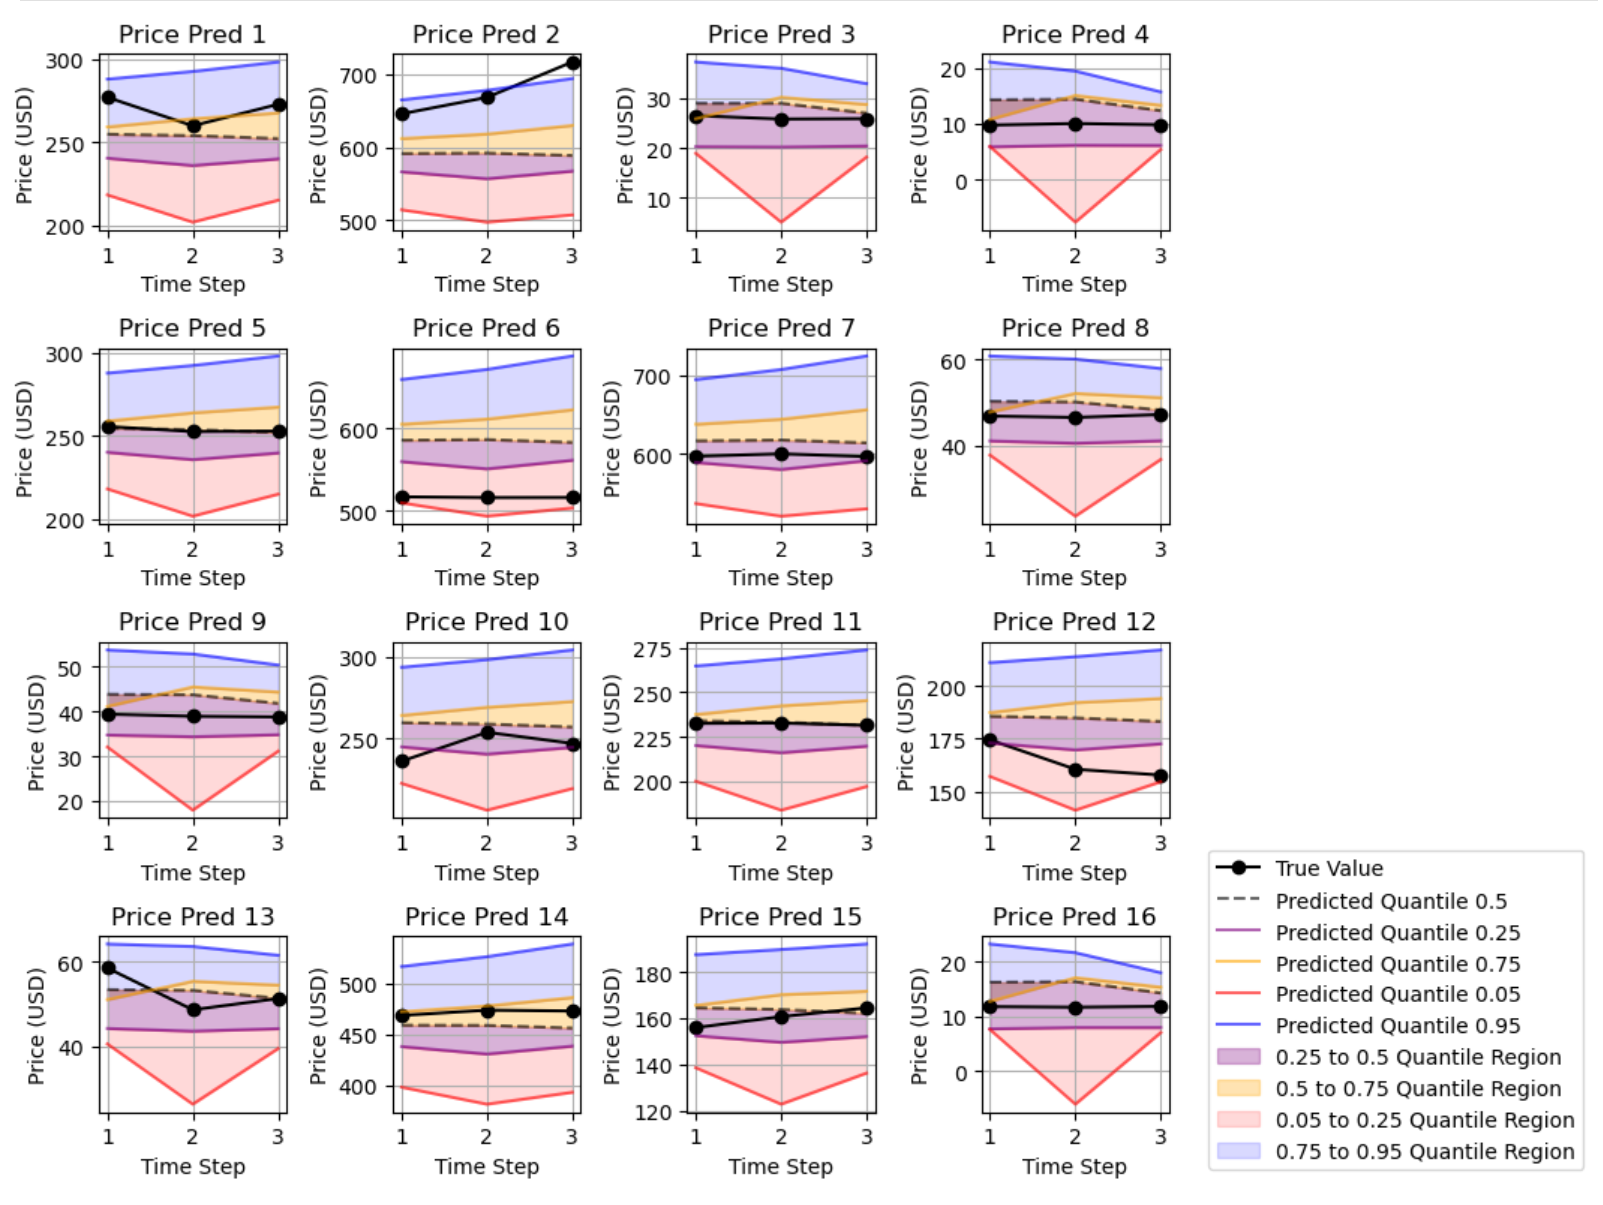 Price Pred 1
Price (USD)
300
250
200
1 2 3
Time Step
Price Pred 2
Price (USD)
700
600
500
1 2 3
Time Step
Price Pred 3
Price (USD)
30
20
10
1 2 3
Time Step
Price Pred 4
Price (USD)
20
10
0
1 2 3
Time Step
Price Pred 5
Price (USD)
300
250
200
1 2 3
Time Step
Price Pred 6
Price (USD)
600
500
1 2 3
Time Step
Price Pred 7
Price (USD)
700
600
1 2 3
Time Step
Price Pred 8
Price (USD)
60
40
1 2 3
Time Step
Price Pred 9
Price (USD)
50
40
30
20
1 2 3
Time Step
Price Pred 10
Price (USD)
300
250
1 2 3
Time Step
Price Pred 11
Price (USD)
275
250
225
200
1 2 3
Time Step
Price Pred 12
Price (USD)
200
175
150
1 2 3
Time Step
Price Pred 13
Price (USD)
60
40
1 2 3
Time Step
Price Pred 14
Price (USD)
500
450
400
1 2 3
Time Step
Price Pred 15
Price (USD)
180
160
140
120
1 2 3
Time Step
Price Pred 16
Price (USD)
20
10
0
1 2 3
Time Step
True Value
Predicted Quantile 0.5
Predicted Quantile 0.25
Predicted Quantile 0.75
Predicted Quantile 0.05
Predicted Quantile 0.95
0.25 to 0.5 Quantile Region
0.5 to 0.75 Quantile Region
0.05 to 0.25 Quantile Region
0.75 to 0.95 Quantile Region